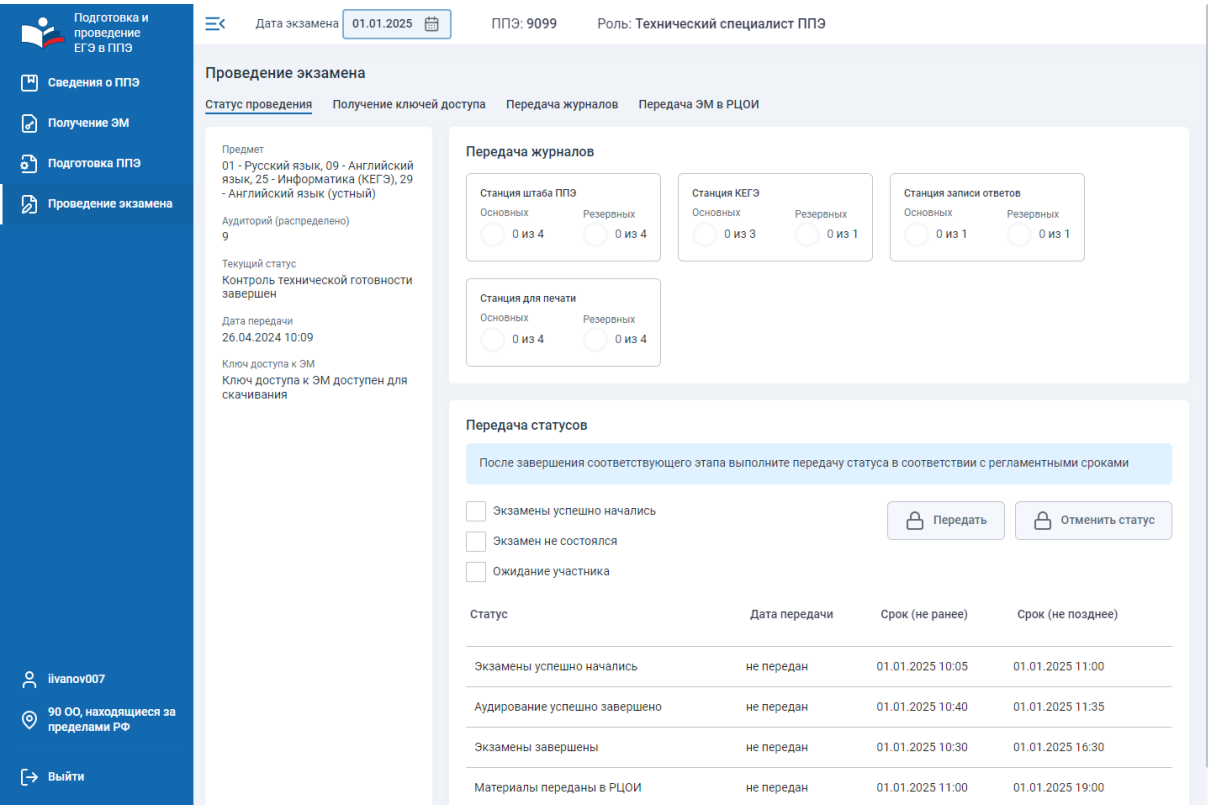 Подготовка и
проведение
ЕГЭ в ППЭ
Сведения о ППЭ
Получение ЭМ
Подготовка ППЭ
Проведение экзамена
iivanov007
90 ОО, находящиеся за
пределами РФ
Выйти
Дата экзамена 01.01.2025 ППЭ: 9099 Роль: Технический специалист ППЭ
Проведение экзамена
Статус проведения Получение ключей доступа Передача журналов Передача ЭМ в РЦОИ
Предмет
01 - Русский язык, 09 - Английский
язык, 25 - Информатика (КЕГЭ), 29
- Английский язык (устный)
Аудиторий (распределено)
9
Текущий статус
Контроль технической готовности
завершен
Дата передачи
26.04.2024 10:09
Ключ доступа к ЭМ
Ключ доступа к ЭМ доступен для
скачивания
Передача журналов
Станция штаба ППЭ
Основных Резервных
0 из 4 0 из 4
Станция КЕГЭ
Основных Резервных
0 из 3 0 из 1
Станция записи ответов
Основных Резервных
0 из 1 0 из 1
Станция для печати
Основных Резервных
0 из 4 0 из 4
Передача статусов
После завершения соответствующего этапа выполните передачу статуса в соответствии с регламентными сроками
Экзамены успешно начались
Экзамен не состоялся
Ожидание участника
Передать Отменить статус
Статус Дата передачи Срок (не ранее) Срок (не позднее)
Экзамены успешно начались не передан 01.01.2025 10:05 01.01.2025 11:00
Аудирование успешно завершено не передан 01.01.2025 10:40 01.01.2025 11:35
Экзамены завершены не передан 01.01.2025 10:30 01.01.2025 16:30
Материалы переданы в РЦОИ не передан 01.01.2025 11:00 01.01.2025 19:00